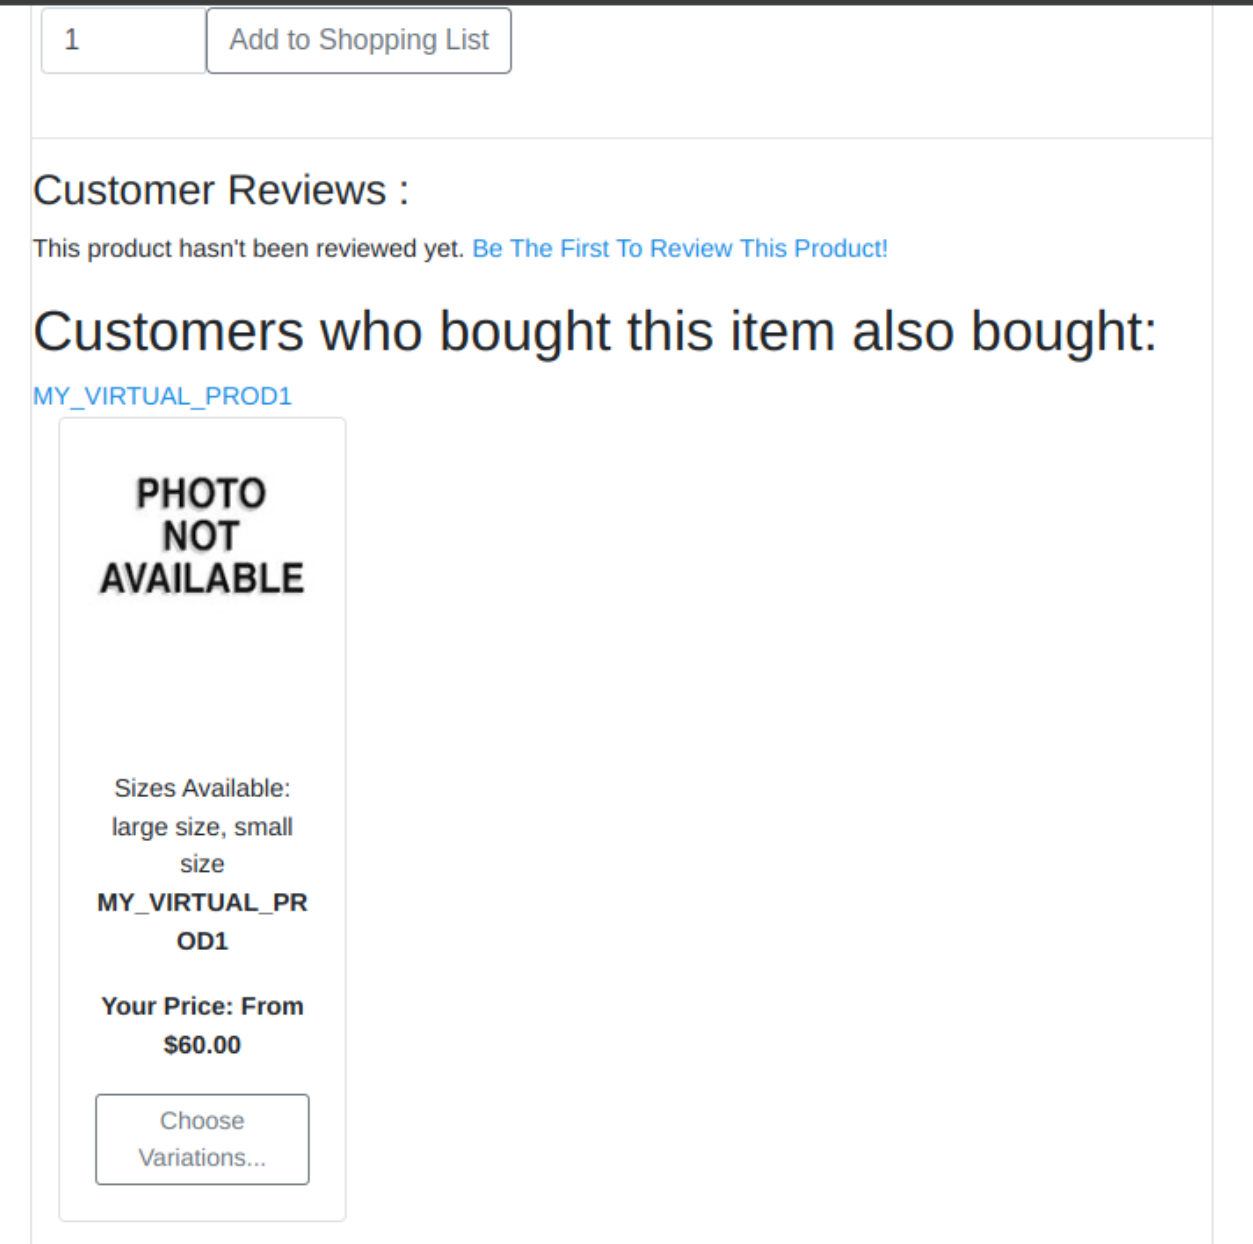 1 Add to Shopping List
Customer Reviews :
This product hasn't been reviewed yet. Be The First To Review This Product!
Customers who bought this item also bought:
MY_VIRTUAL_PROD1
PHOTO
NOT
AVAILABLE
Sizes Available:
large size, small
size
MY_VIRTUAL_PR
OD1
Your Price: From
$60.00
Choose
Variations...